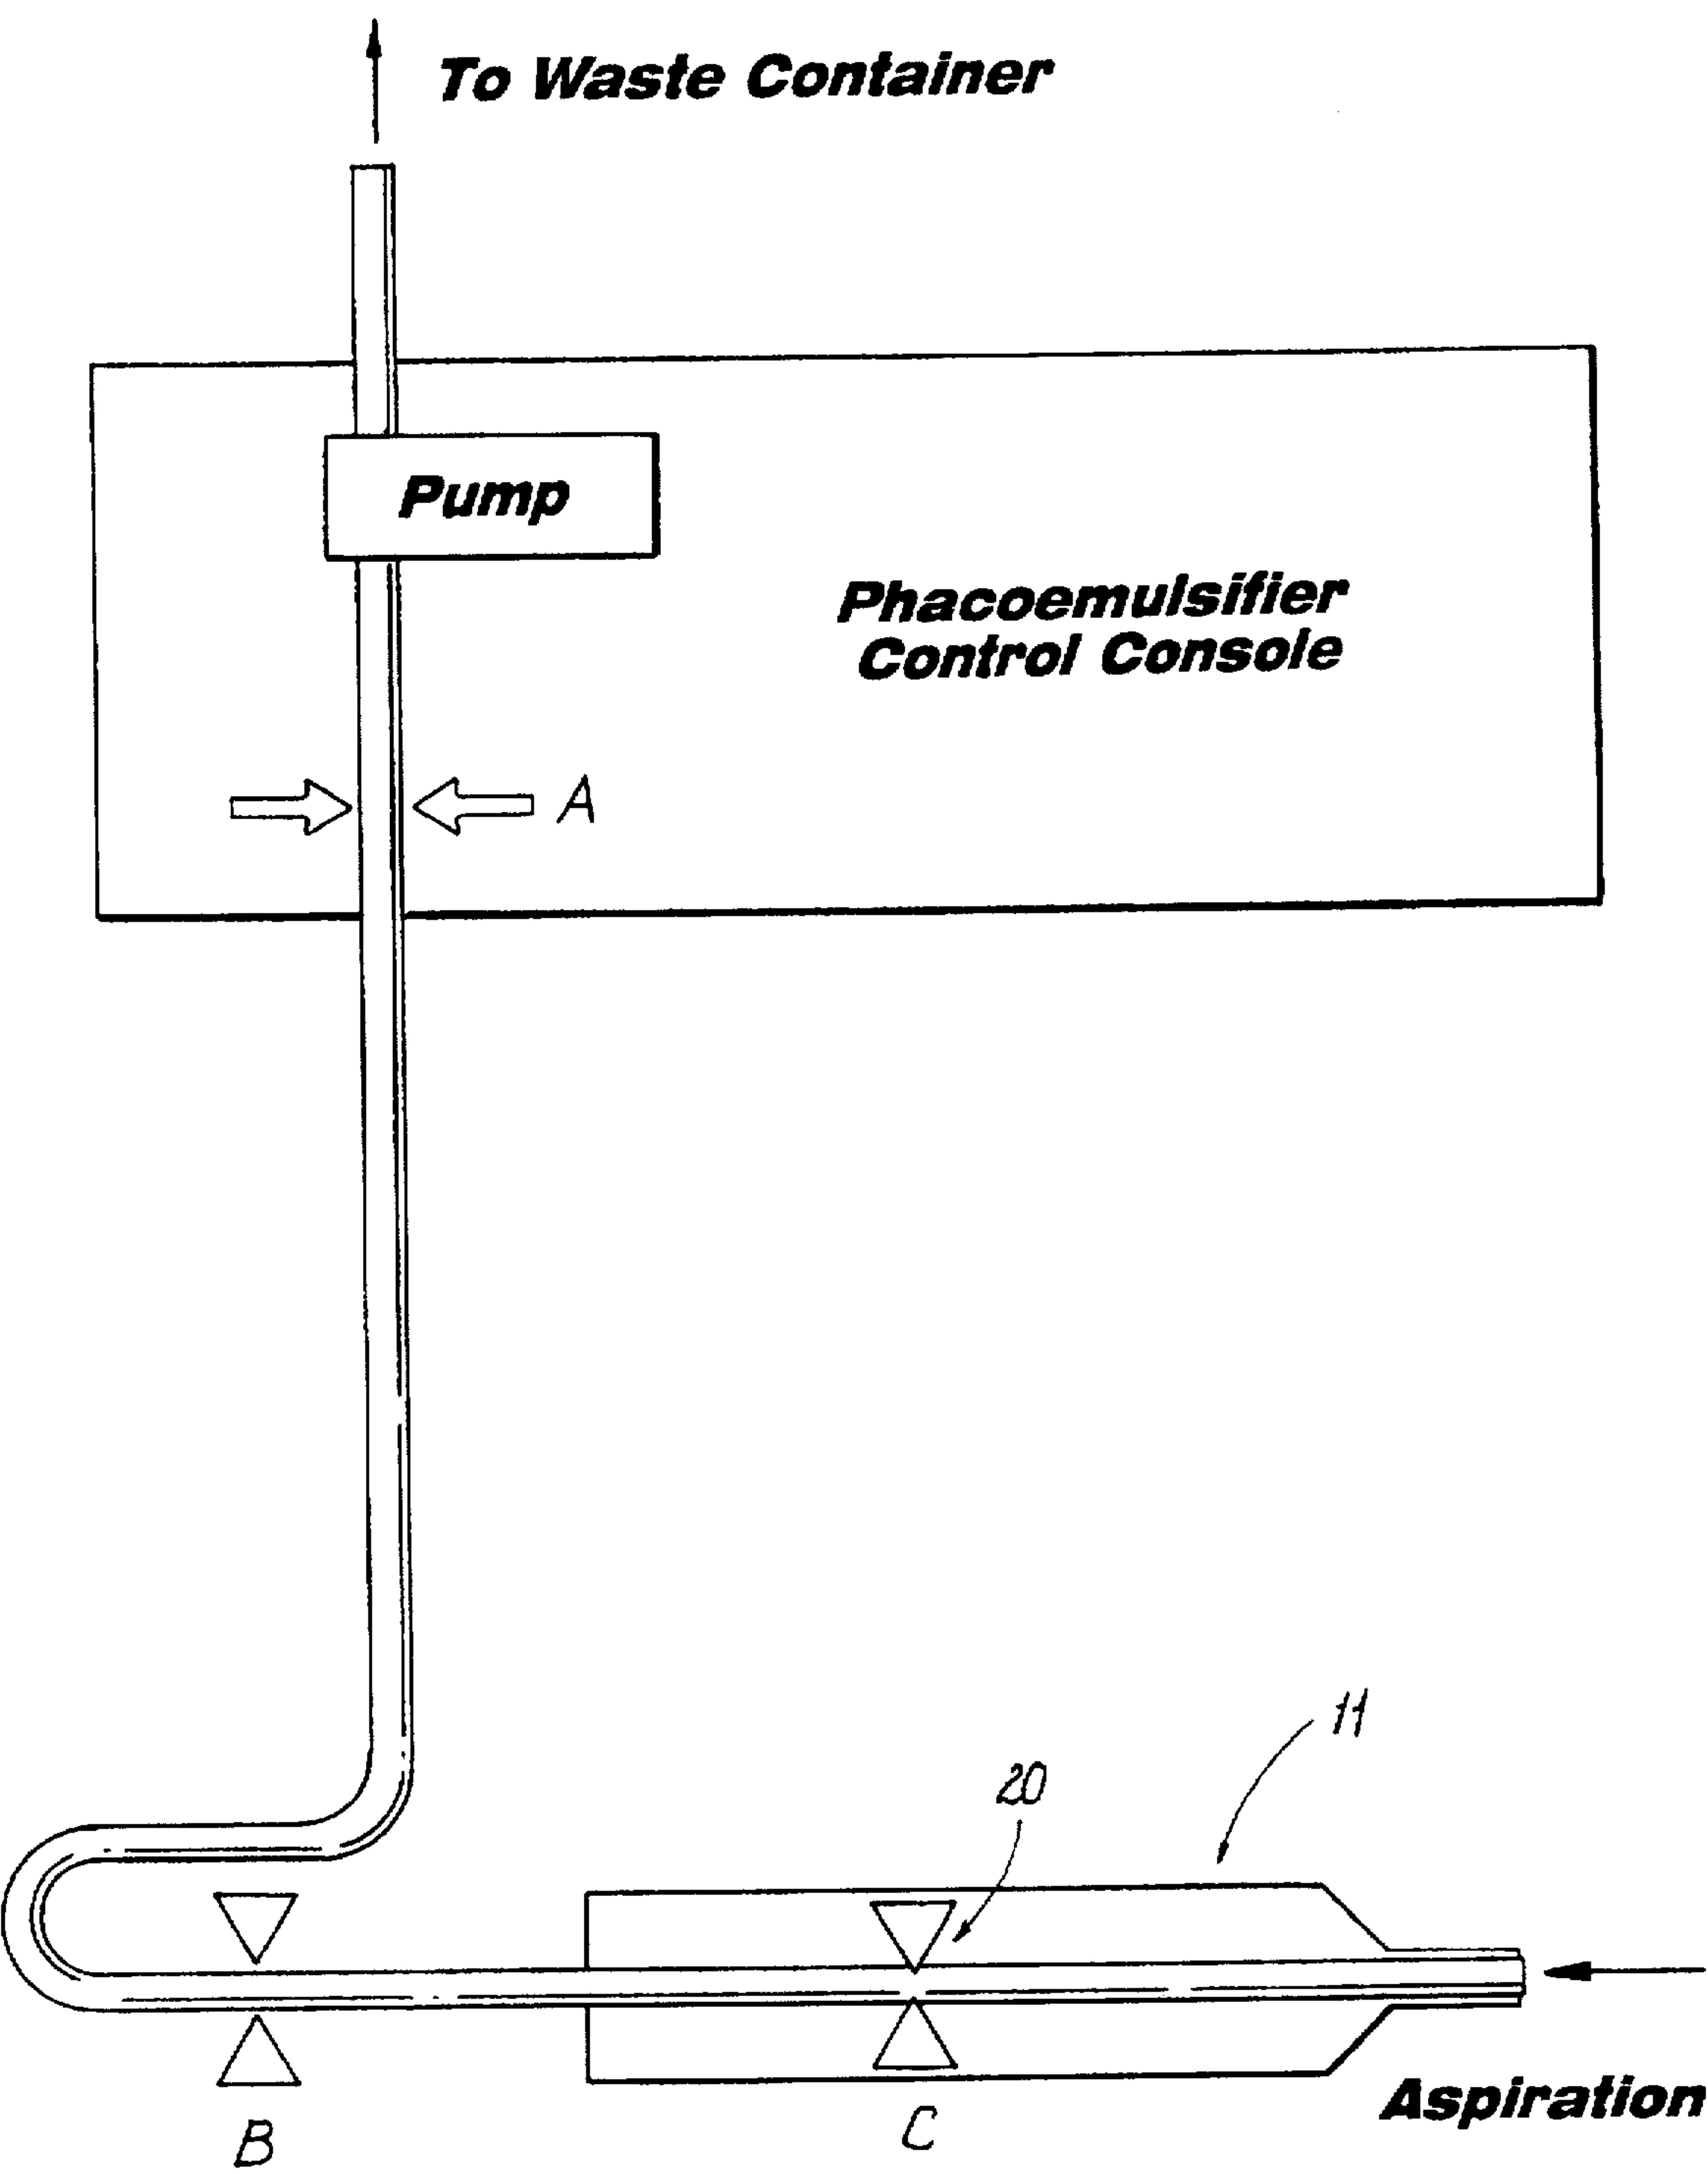 To Waste Container
Pump
Phacoemulsifier
Control Console
A
11
20
B
C
Aspiration